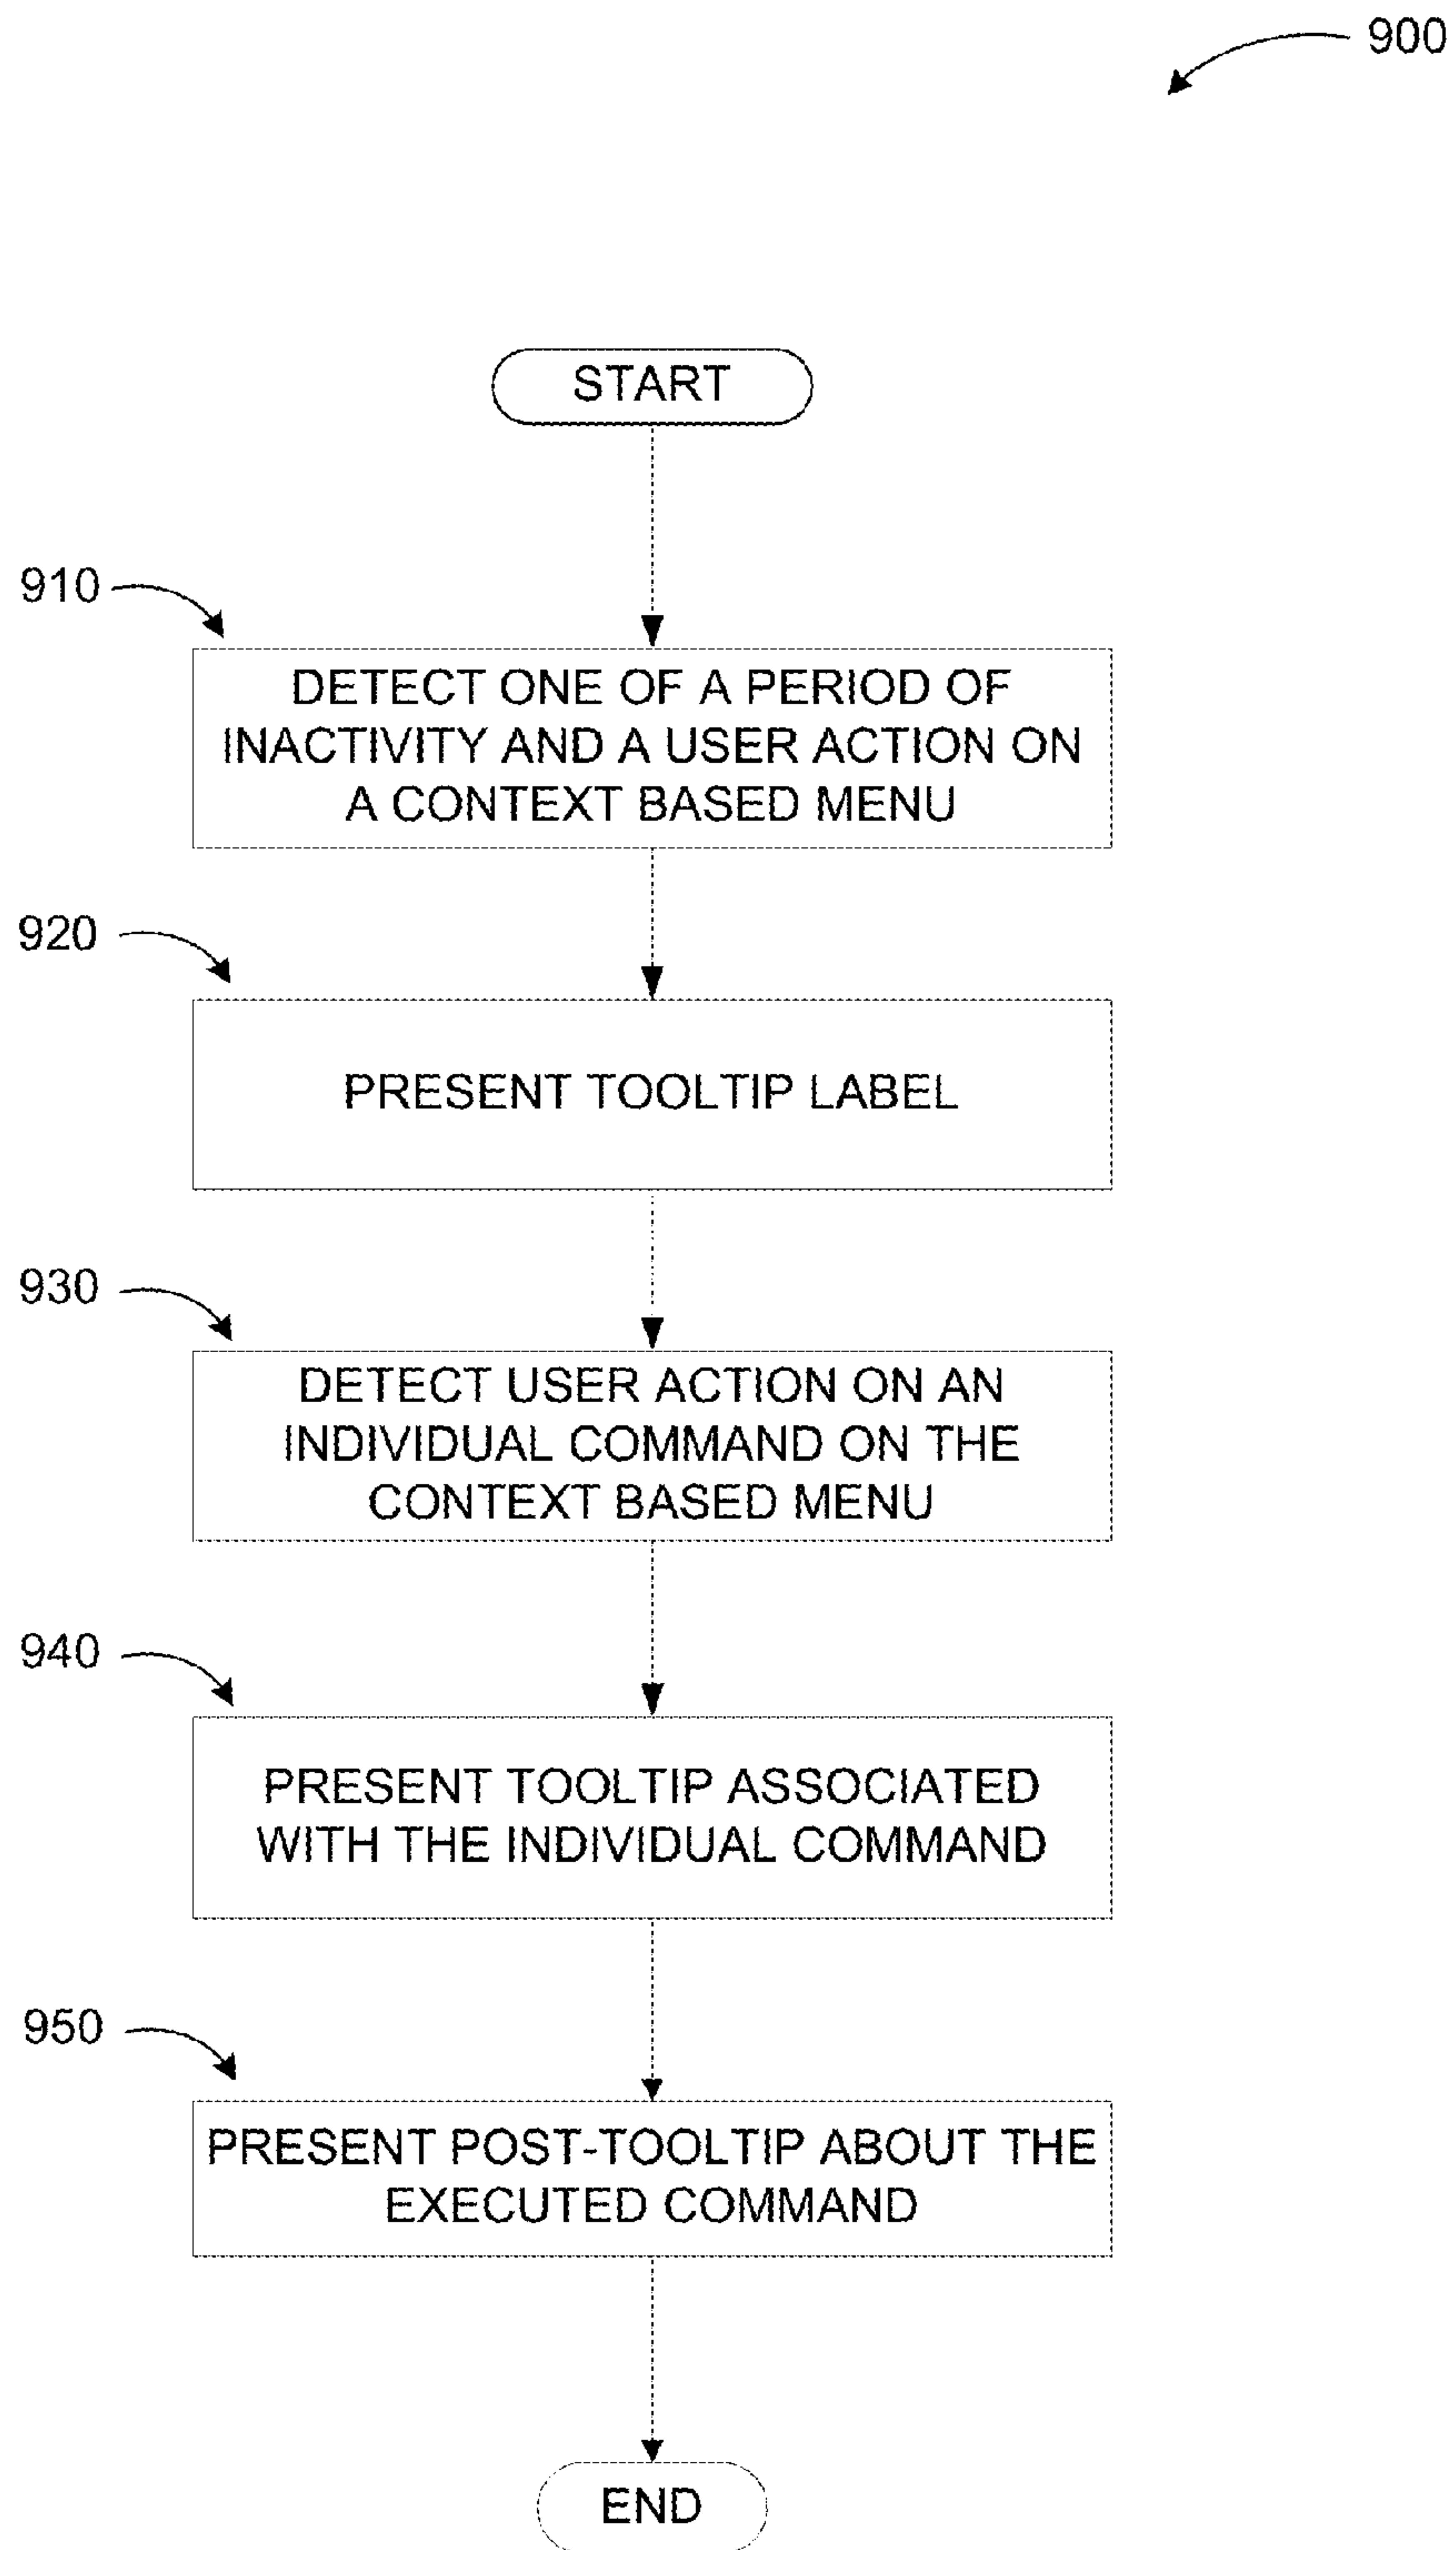 900
START
910
DETECT ONE OF A PERIOD OF
INACTIVITY AND A USER ACTION ON
A CONTEXT BASED MENU
920
PRESENT TOOLTIP LABEL
930
DETECT USER ACTION ON AN
INDIVIDUAL COMMAND ON THE
CONTEXT BASED MENU
940
PRESENT TOOLTIP ASSOCIATED
WITH THE INDIVIDUAL COMMAND
950
PRESENT POST-TOOLTIP ABOUT THE
EXECUTED COMMAND
END